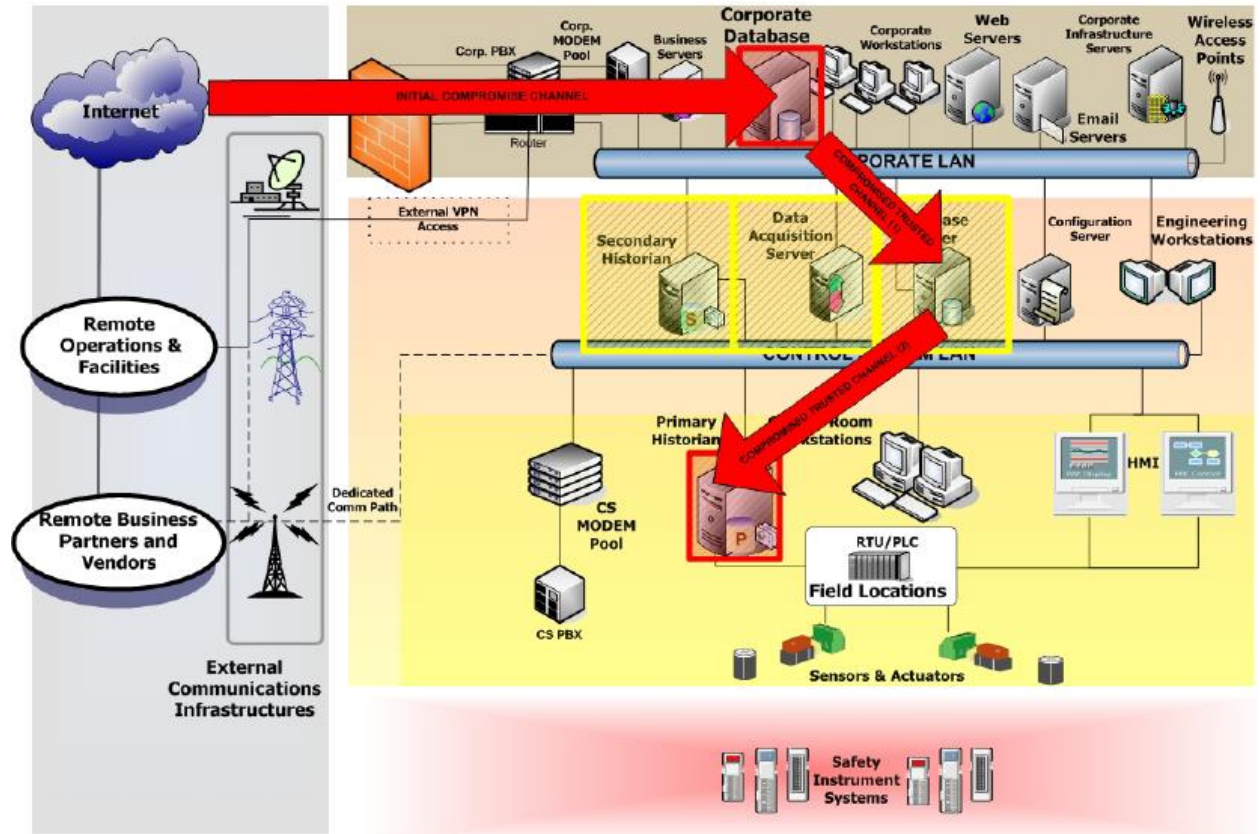 Internet
Corp. PBX
Corp.
MODEM
Pool
Business
Servers
Corporate
Database
Corporate
Workstations
Web
Servers
Corporate
Infrastructure
Servers
Wireless
Access
Points
INITIAL COMPROMISE CHANNEL
Router
Email
Servers
PORATE LAN
COMPROMISED TRUSTED
CHANNEL (1)
External VPN
Access
Secondary
Historian
Data
Acquisition
Server
Configuration
Server
Engineering
Workstations
S
Remote
Operations &
Facilities
CONTROL
LAN
COMPROMISED TRUSTED CHANNEL (2)
Primary
Historian
Room
Workstations
HMI
Dedicated
Comm Path
Remote Business
Partners and
Vendors
CS
MODEM
Pool
P
RTU/PLC
Field Locations
CS PBX
Sensors & Actuators
External
Communications
Infrastructures
Safety
Instrument
Systems